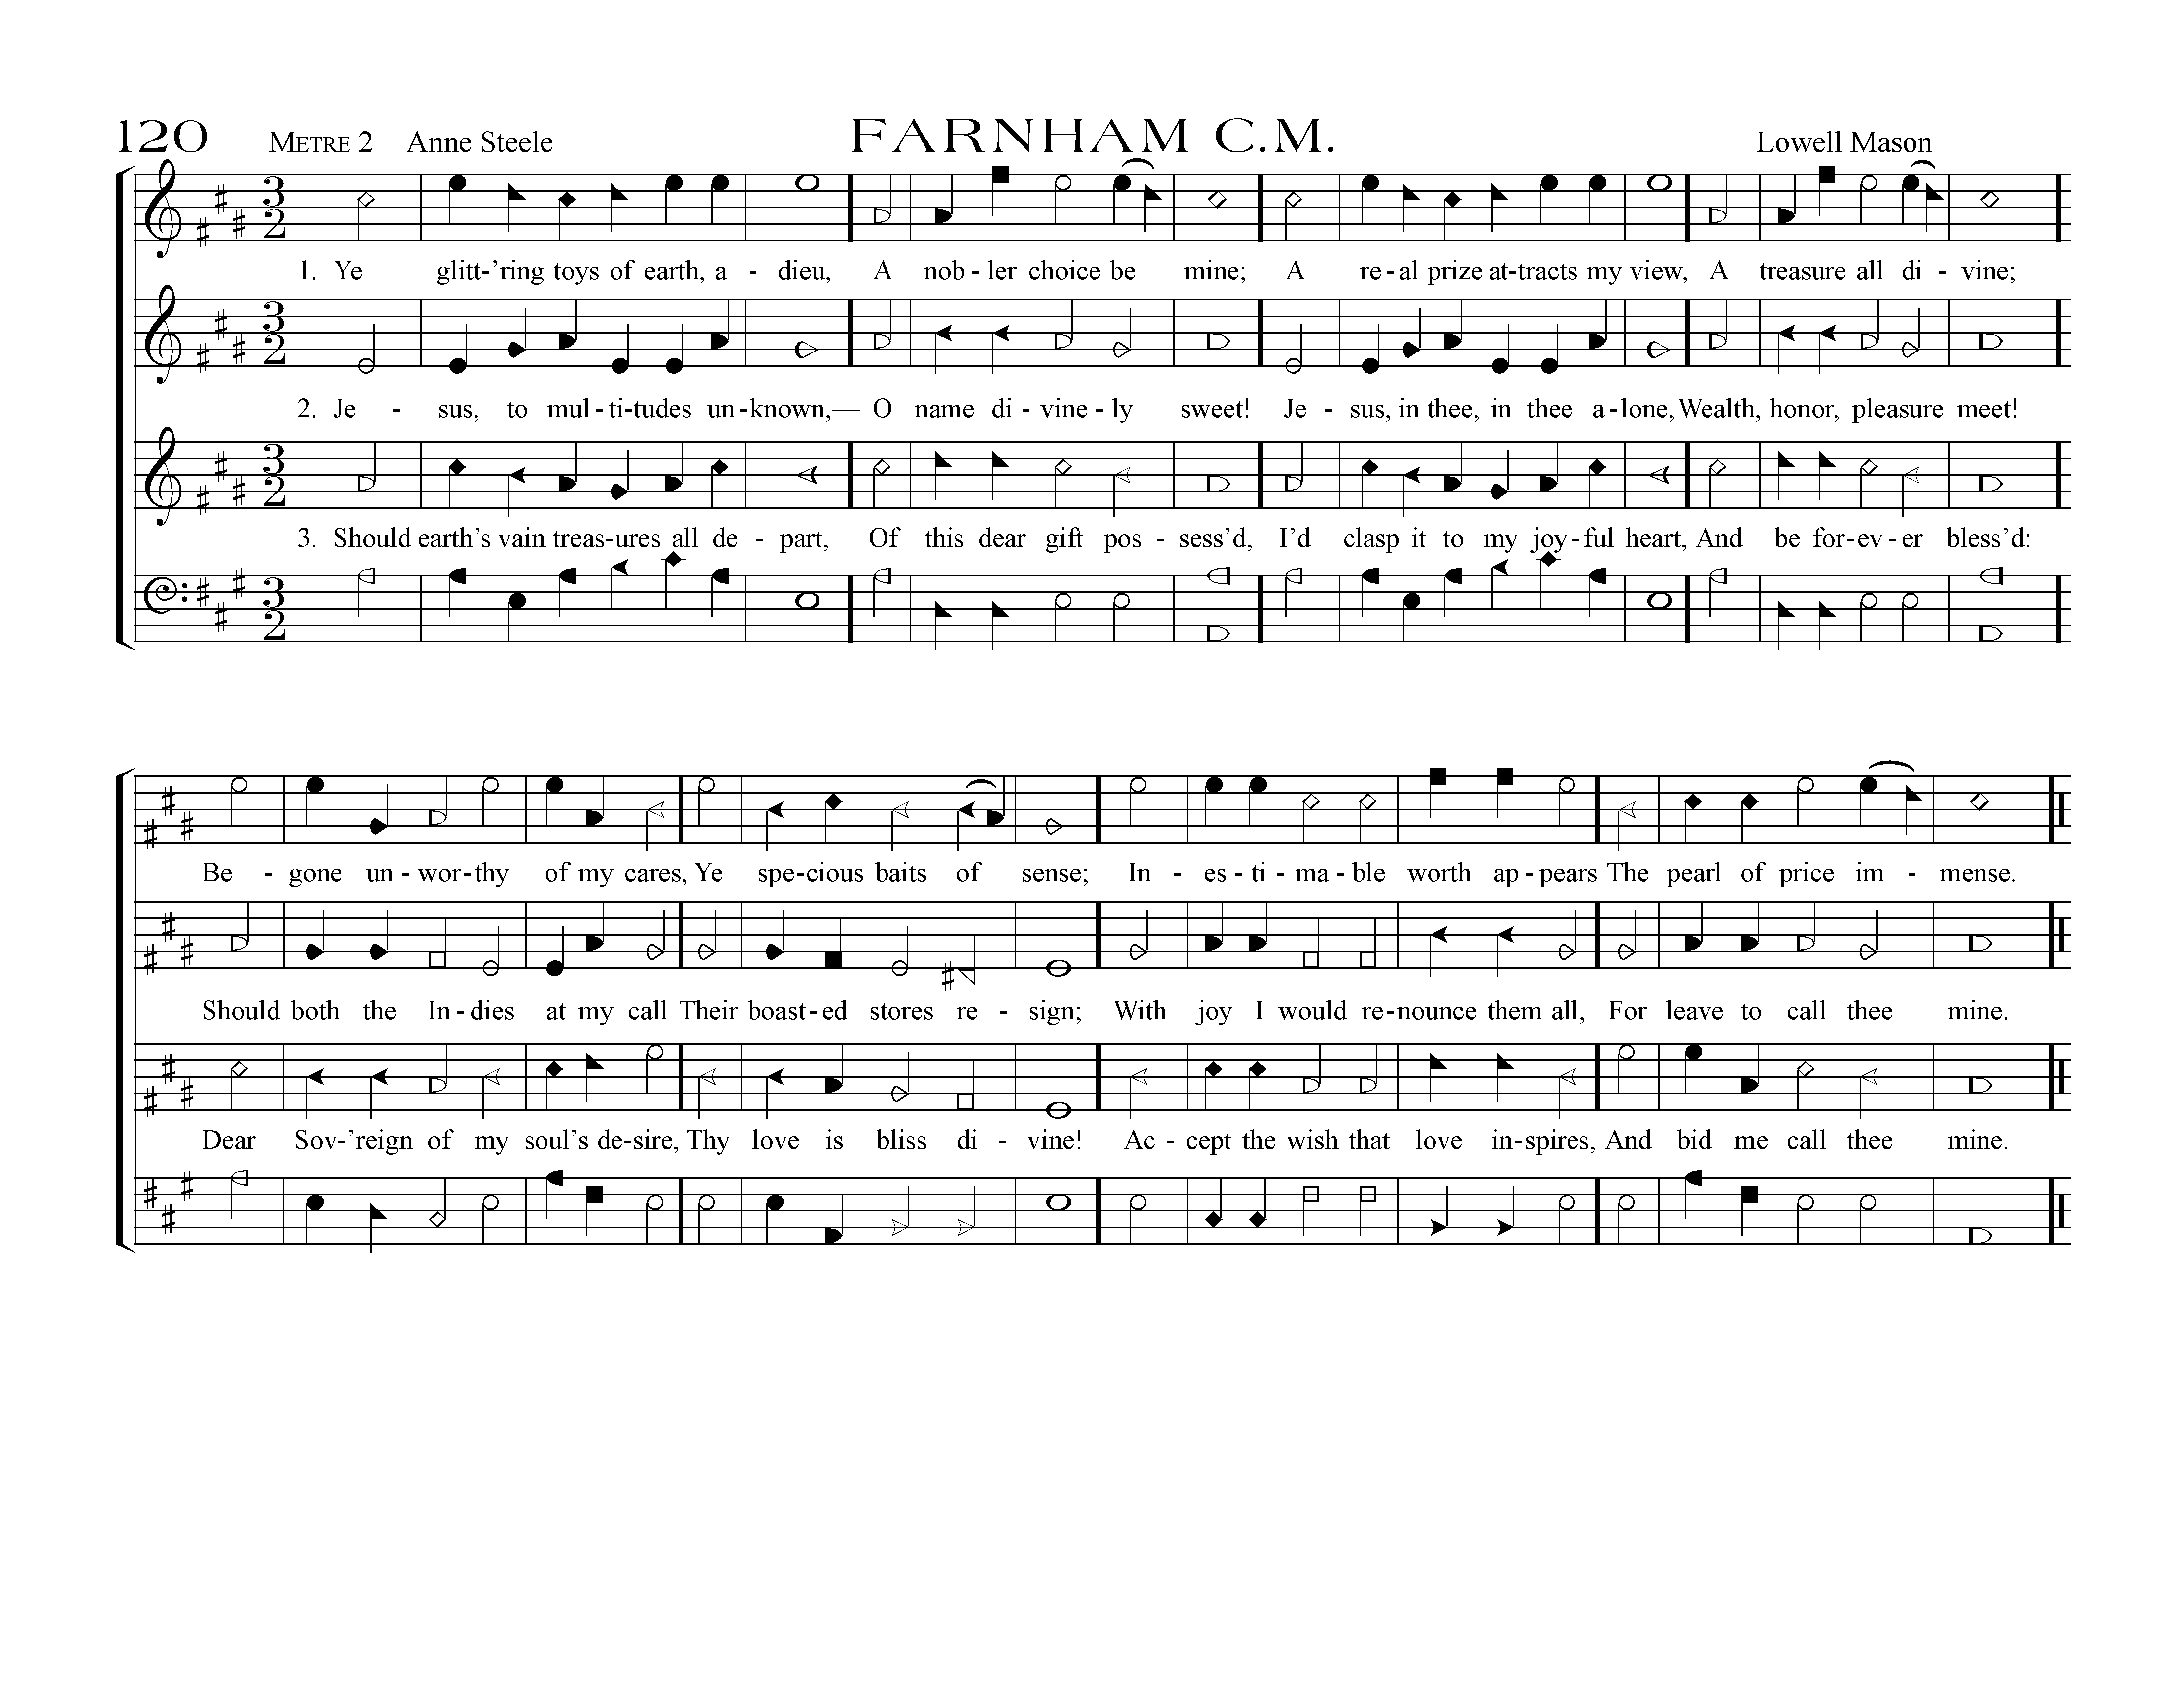 120 METRE 2 Anne Steele FARNHAM C.M. Lowell Mason
3 2
1. Ye glitt-’ring toys of earth, a - dieu, A nob - ler choice be mine; A re - al prize at-tracts my view, A treasure all di - vine;
3 2
2. Je - sus, to mul - ti-tudes un-known,— O name di - vine - ly sweet! Je - sus, in thee, in thee a-lone, Wealth, honor, pleasure meet!
3 2
3. Should earth’s vain treas-ures all de - part, Of this dear gift pos - sess’d, I’d clasp it to my joy-ful heart, And be for-ev - er bless’d:
3 2
Be - gone un - wor-thy of my cares, Ye spe-cious baits of sense; In - es - ti - ma - ble worth ap - pears The pearl of price im - mense.
Should both the In - dies at my call Their boast - ed stores re - sign; With joy I would re-nounce them all, For leave to call thee mine.
Dear Sov-’reign of my soul’s de-sire, Thy love is bliss di - vine! Ac - cept the wish that love in-spires, And bid me call thee mine.